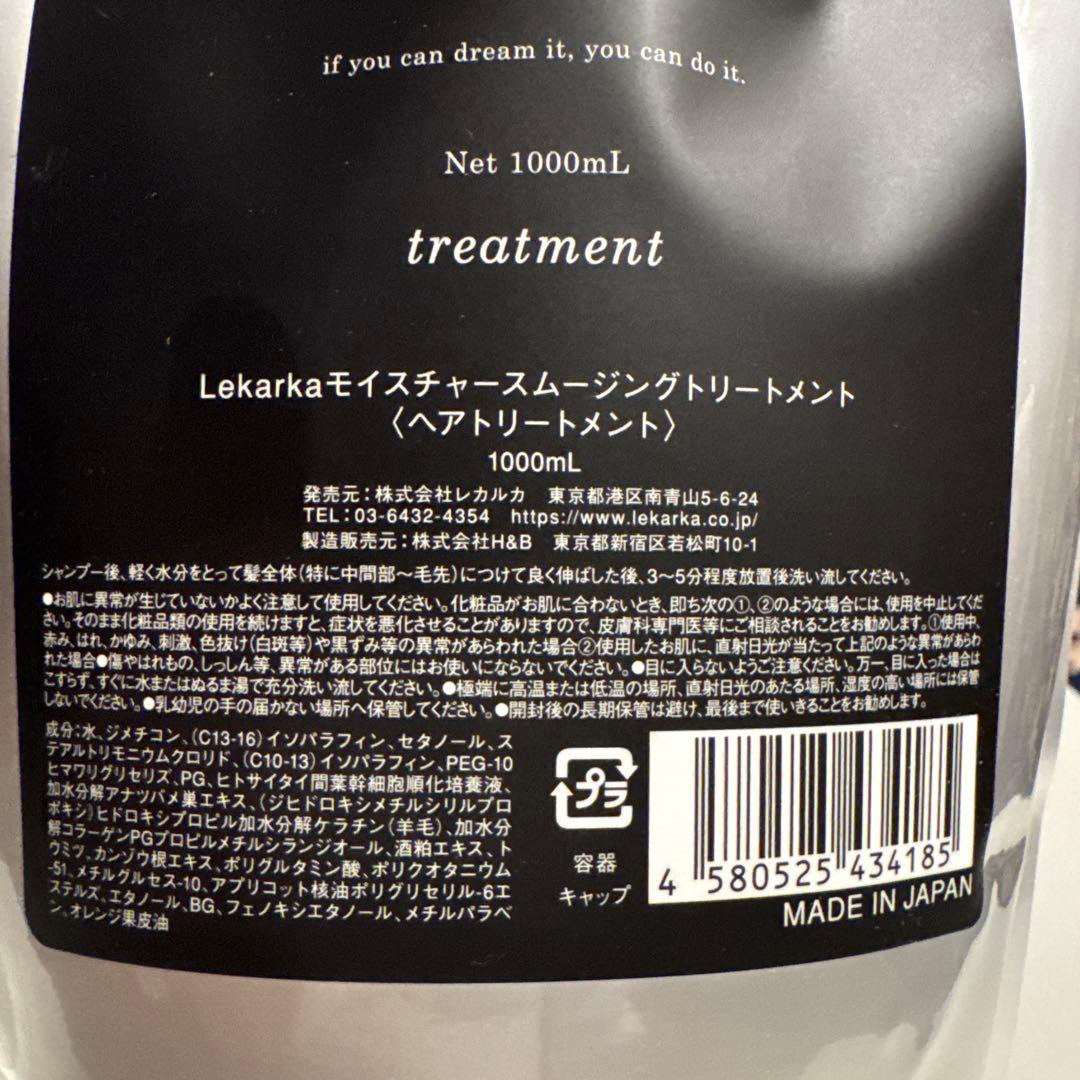 if you can dream it, you can do it.
Net 1000mL
treatment
Lekarkaモイスチャースムージングトリートメント
〈ヘアトリートメント〉
1000mL
発売元：株式会社レカルカ　東京都港区南青山5-6-24
TEL：03-6432-4354　https://www.lekarka.co.jp/
製造販売元：株式会社H&B　東京都新宿区若松町10-1
シャンプー後、軽く水分をとって髪全体（特に中間部～毛先）につけて良く伸ばした後、3～5分程度放置後洗い流してください。
●お肌に異常が生じていないかよく注意して使用してください。化粧品がお肌に合わないとき、即ち次の①、②のような場合には、使用を中止してくだ
さい。そのまま化粧品類の使用を続けますと、症状を悪化させることがありますので、皮膚科専門医等にご相談されることをお勧めします。①使用中、
赤み、はれ、かゆみ、刺激、色抜け（白斑等）や黒ずみ等の異常があらわれた場合②使用したお肌に、直射日光が当たって上記のような異常があらわ
れた場合●傷やはれもの、しっしん等、異常がある部位にはお使いにならないでください。●目に入らないようご注意ください。万一、目に入った場合は
こすらず、すぐに水またはぬるま湯で充分洗い流してください。●極端に高温または低温の場所、直射日光のあたる場所、湿度の高い場所には保管
しないでください。●乳幼児の手の届かない場所へ保管してください。●開封後の長期保管は避け、最後まで使いきることをお勧めします。
成分：水、ジメチコン、（C13-16）イソパラフィン、セタノール、ス
テアルトリモニウムクロリド、（C10-13）イソパラフィン、PEG-10
ヒマワリグリセリズ、PG、ヒトサイタイ間葉幹細胞順化培養液、
加水分解アナツバメ巣エキス、（ジヒドロキシメチルシリルプロ
ポキシ）ヒドロキシプロピル加水分解ケラチン（羊毛）、加水分
解コラーゲンPGプロピルメチルシランジオール、酒粕エキス、ト
ウミツ、カンゾウ根エキス、ポリグルタミン酸、ポリクオタニウム
-51、メチルグルセス-10、アプリコット核油ポリグリセリル-6エ
ステルズ、エタノール、BG、フェノキシエタノール、メチルパラベ
ン、オレンジ果皮油
プラ
容器
キャップ
4 580525 434185
MADE IN JAPAN